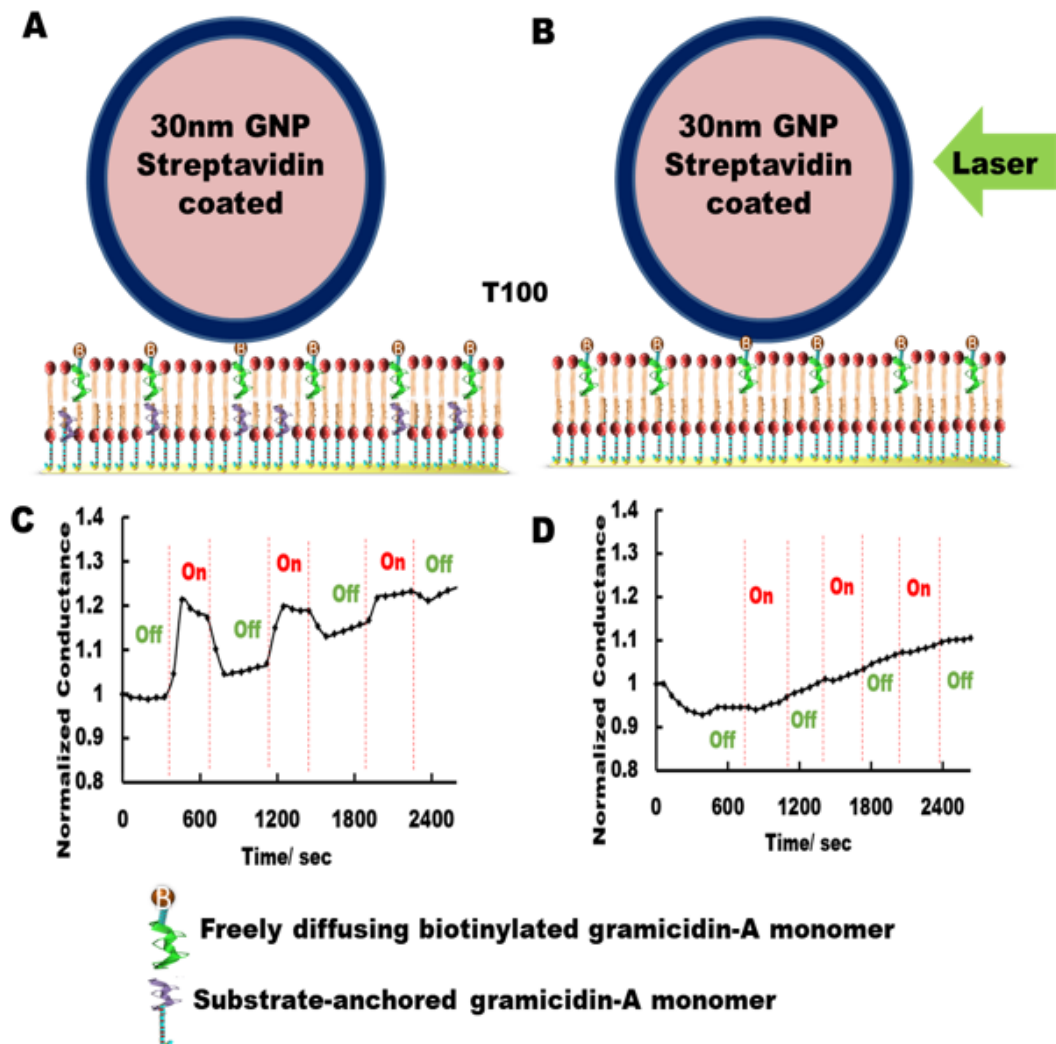 A
30nm GNP
Streptavidin
coated
B
30nm GNP
Streptavidin
coated
Laser
T100
B B B B B B
B B B B B B
C
Normalized Conductance
1.4
1.3
1.2
1.1
1
0.9
0.8
Off
On
Off
On
Off
On
Off
0 600 1200 1800 2400
Time/ sec
D
Normalized Conductance
1.4
1.3
1.2
1.1
1
0.9
0.8
Off
On
Off
On
Off
On
Off
0 600 1200 1800 2400
Time/ sec
B
Freely diffusing biotinylated gramicidin-A monomer
Substrate-anchored gramicidin-A monomer